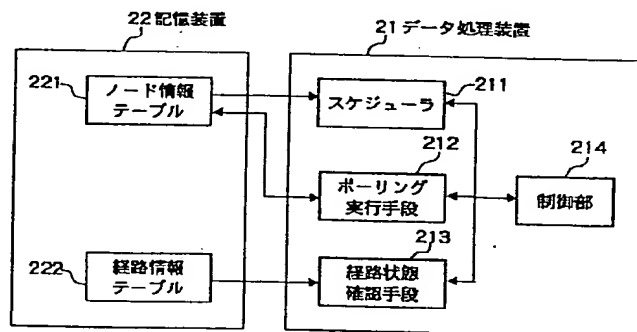 22 記憶装置
221
ノード情報
テーブル
222
経路情報
テーブル
21 データ処理装置
スケジューラ
211
212
ポーリング
実行手段
213
経路状態
確認手段
214
制御部